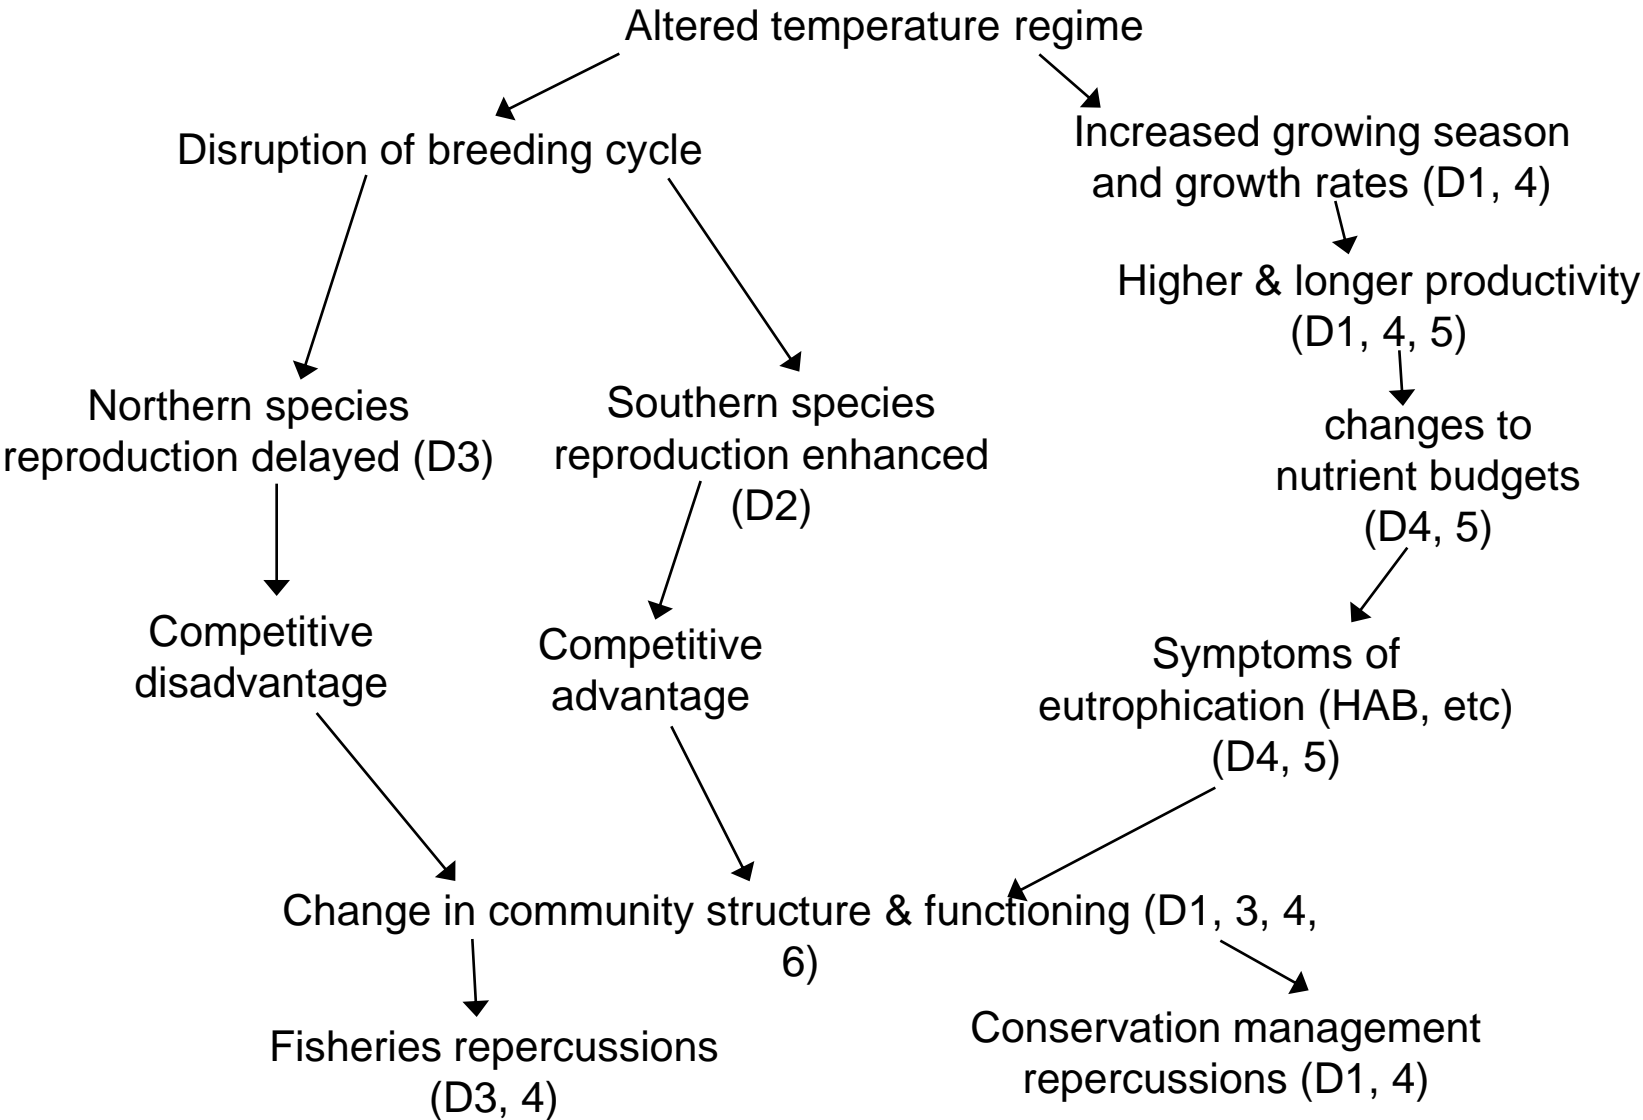 Altered temperature regime
Disruption of breeding cycle
Increased growing season
and growth rates (D1, 4)
Higher & longer productivity
(D1, 4, 5)
Northern species
reproduction delayed (D3)
Southern species
reproduction enhanced
(D2)
changes to
nutrient budgets
(D4, 5)
Competitive
disadvantage
Competitive
advantage
Symptoms of
eutrophication (HAB, etc)
(D4, 5)
Change in community structure & functioning (D1, 3, 4,
6)
Fisheries repercussions
(D3, 4)
Conservation management
repercussions (D1, 4)